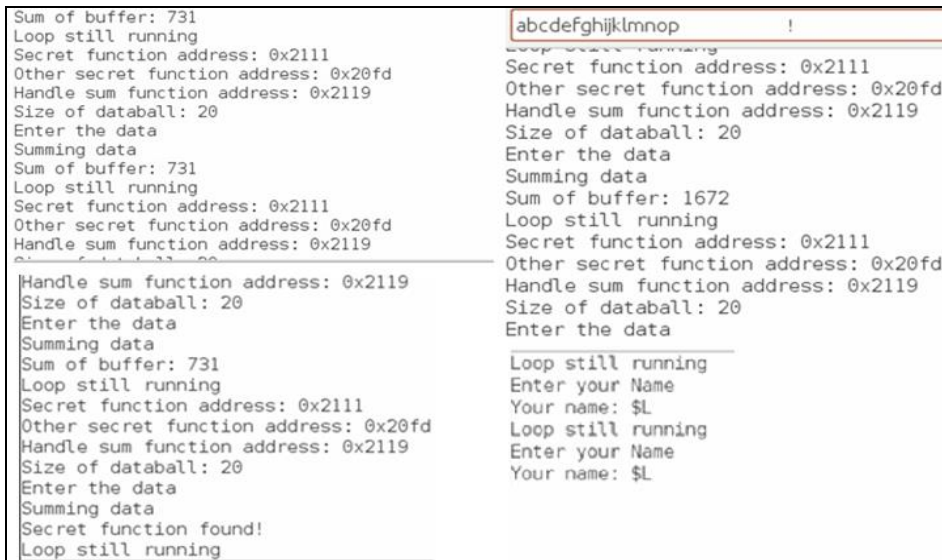 Sum of buffer: 731
Loop still running
Secret function address: 0x2111
Other secret function address: 0x20fd
Handle sum function address: 0x2119
Size of databall: 20
Enter the data
Summing data
Sum of buffer: 731
Loop still running
Secret function address: 0x2111
Other secret function address: 0x20fd
Handle sum function address: 0x2119
Handle sum function address: 0x2119
Size of databall: 20
Enter the data
Summing data
Sum of buffer: 731
Loop still running
Secret function address: 0x2111
Other secret function address: 0x20fd
Handle sum function address: 0x2119
Size of databall: 20
Enter the data
Summing data
Secret function found!
Loop still running
abcdefghijklmnop !
Loop still running
Secret function address: 0x2111
Other secret function address: 0x20fd
Handle sum function address: 0x2119
Size of databall: 20
Enter the data
Summing data
Sum of buffer: 1672
Loop still running
Secret function address: 0x2111
Other secret function address: 0x20fd
Handle sum function address: 0x2119
Size of databall: 20
Enter the data
Loop still running
Enter your Name
Your name: $L
Loop still running
Enter your Name
Your name: $L